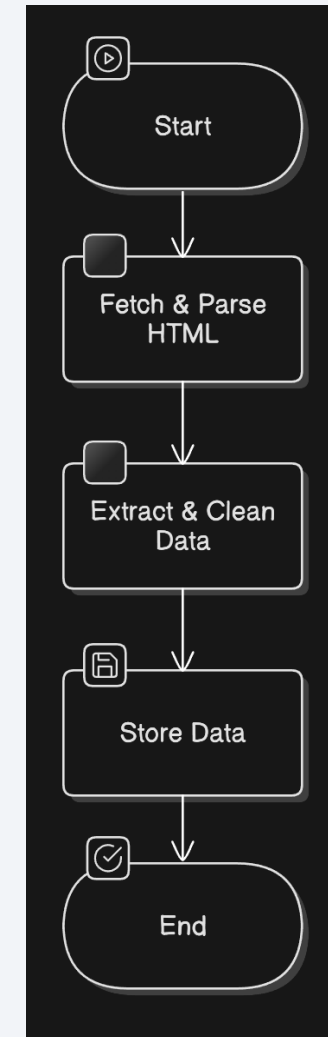 Start
Fetch & Parse
HTML
Extract & Clean
Data
Store Data
End